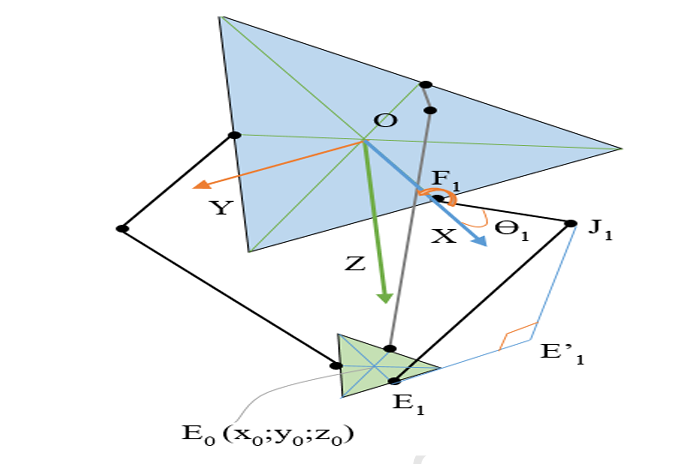 O
F₁
Y
X
Θ₁
J₁
Z
E'₁
E₁
E₀ (x₀;y₀;z₀)